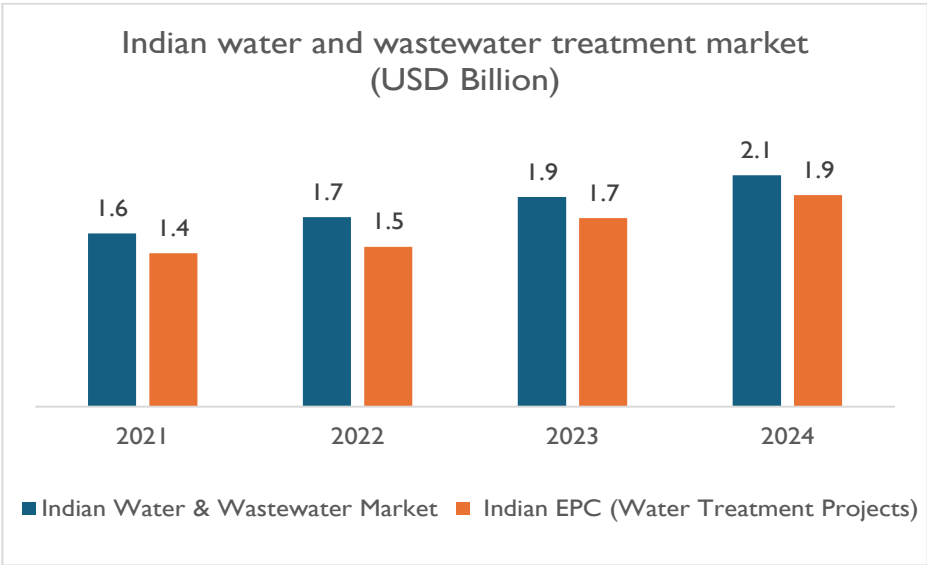 Indian water and wastewater treatment market
(USD Billion)
1.6
1.4
1.7
1.5
1.9
1.7
2.1
1.9
2021 2022 2023 2024
Indian Water & Wastewater Market Indian EPC (Water Treatment Projects)